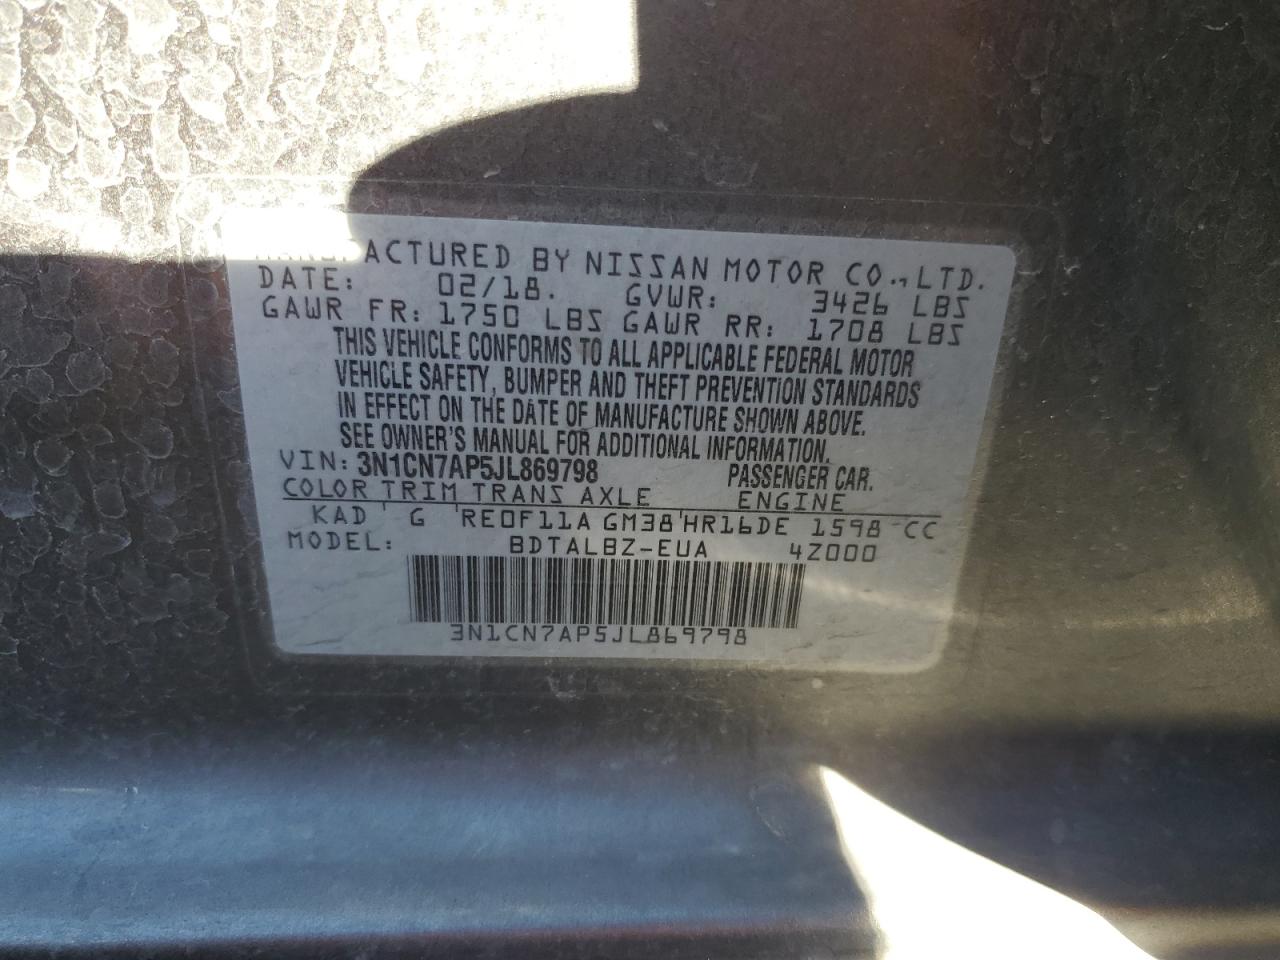 MANUFACTURED BY NISSAN MOTOR CO., LTD.
DATE: 02/18. GVWR: 3426 LBS
GAWR FR: 1750 LBS GAWR RR: 1708 LBS
THIS VEHICLE CONFORMS TO ALL APPLICABLE FEDERAL MOTOR
VEHICLE SAFETY, BUMPER AND THEFT PREVENTION STANDARDS
IN EFFECT ON THE DATE OF MANUFACTURE SHOWN ABOVE.
SEE OWNER'S MANUAL FOR ADDITIONAL INFORMATION.
VIN: 3N1CN7AP5JL869798 PASSENGER CAR.
COLOR TRIM TRANS AXLE ENGINE
KAD G RE0F11A GM38 HR16DE 1598 CC
MODEL: BDTALBZ-EUA 4Z000
3N1CN7AP5JL869798